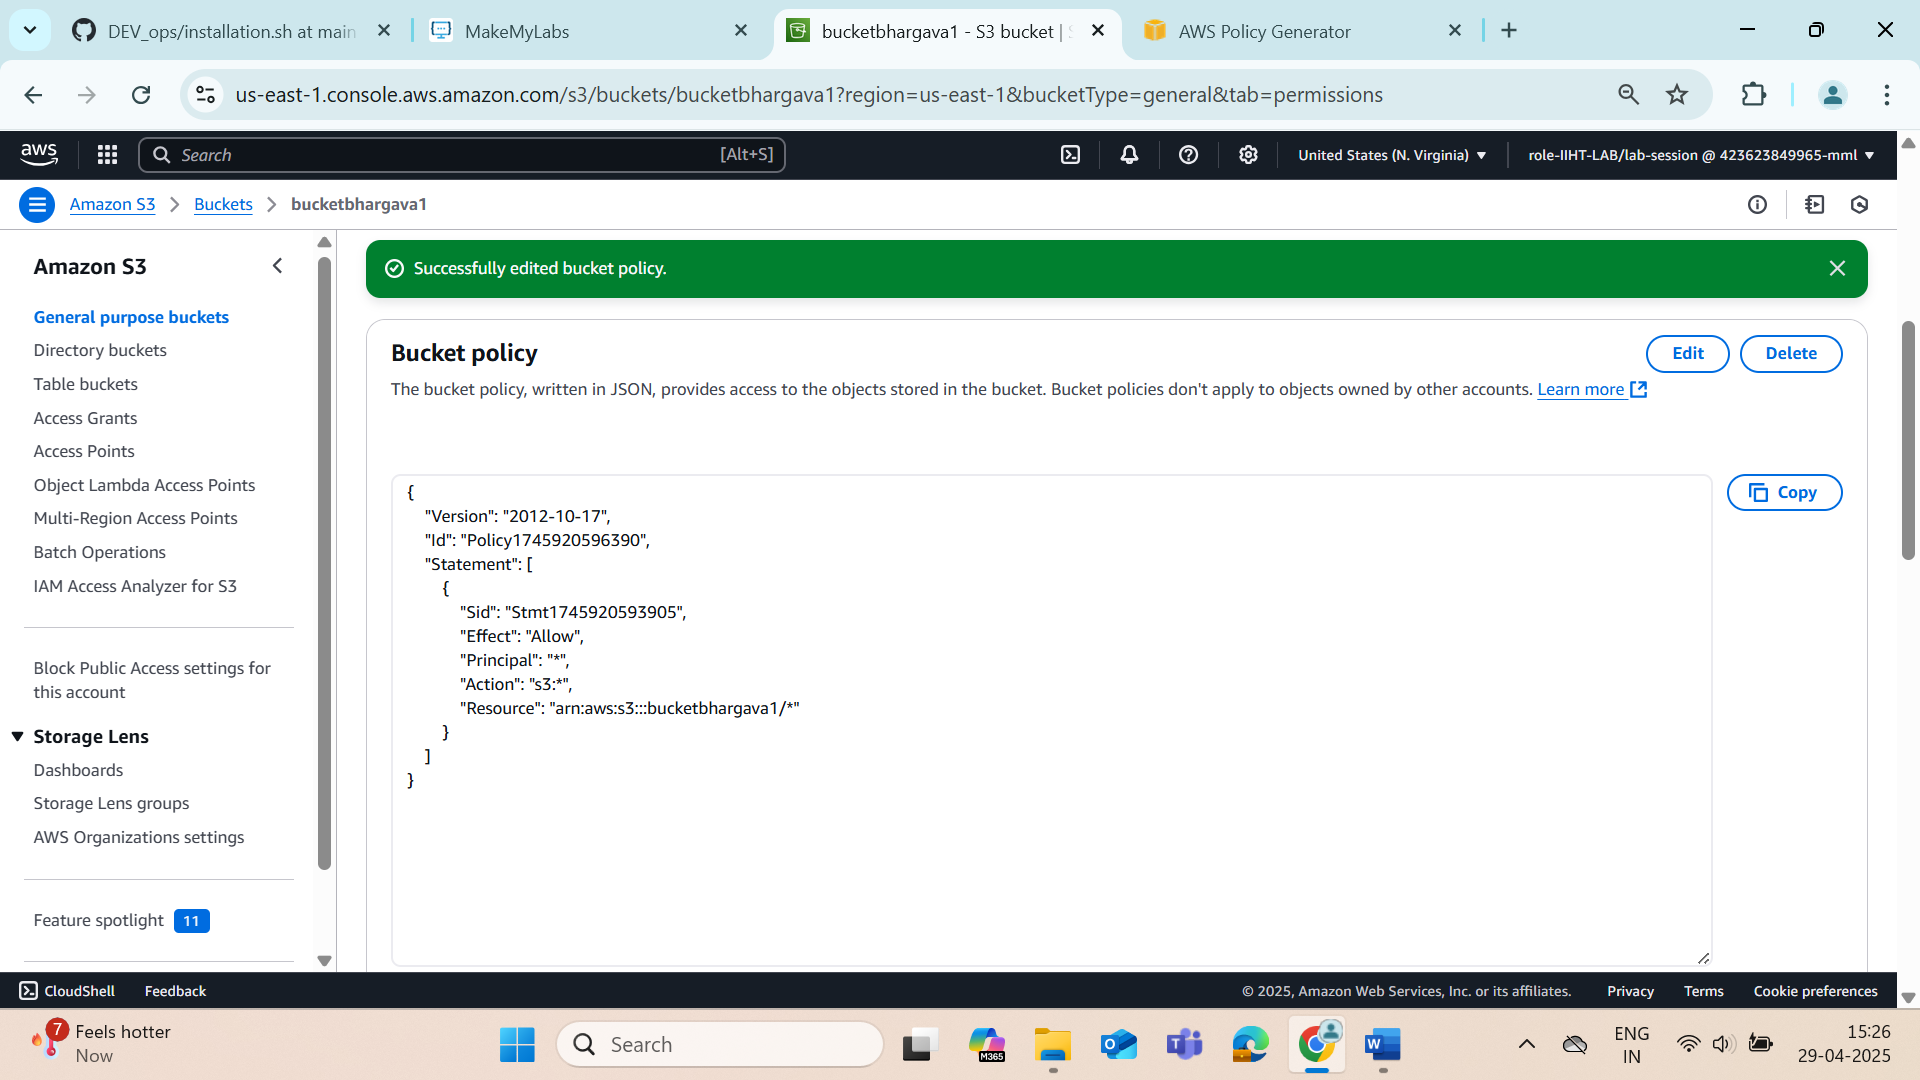 DEV_ops/installation.sh at main
MakeMyLabs
bucketbhargava1 - S3 bucket | S
AWS Policy Generator
us-east-1.console.aws.amazon.com/s3/buckets/bucketbhargava1?region=us-east-1&bucketType=general&tab=permissions
aws
Search
[Alt+S]
United States (N. Virginia)
role-IIHT-LAB/lab-session @ 423623849965-mml
Amazon S3
Buckets
bucketbhargava1
Amazon S3
General purpose buckets
Directory buckets
Table buckets
Access Grants
Access Points
Object Lambda Access Points
Multi-Region Access Points
Batch Operations
IAM Access Analyzer for S3
Block Public Access settings for
this account
Storage Lens
Dashboards
Storage Lens groups
AWS Organizations settings
Feature spotlight 11
Successfully edited bucket policy.
Bucket policy
Edit
Delete
The bucket policy, written in JSON, provides access to the objects stored in the bucket. Bucket policies don't apply to objects owned by other accounts. Learn more
Copy
{
"Version": "2012-10-17",
"Id": "Policy1745920596390",
"Statement": [
{
"Sid": "Stmt1745920593905",
"Effect": "Allow",
"Principal": "*",
"Action": "s3:*",
"Resource": "arn:aws:s3:::bucketbhargava1/*"
}
]
}
CloudShell
Feedback
© 2025, Amazon Web Services, Inc. or its affiliates.
Privacy
Terms
Cookie preferences
7
Feels hotter
Now
Search
M365
ENG
IN
15:26
29-04-2025